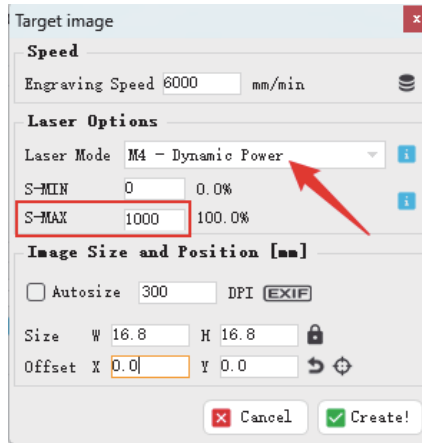 Target image x
Speed
Engraving Speed 6000 mm/min
Laser Options
Laser Mode M4 - Dynamic Power i
S-MIN 0 0.0%
i
S-MAX 1000 100.0%
Image Size and Position [mm]
Autosize 300 DPI EXIF
Size W 16.8 H 16.8
Offset X 0.0 Y 0.0
Cancel Create!